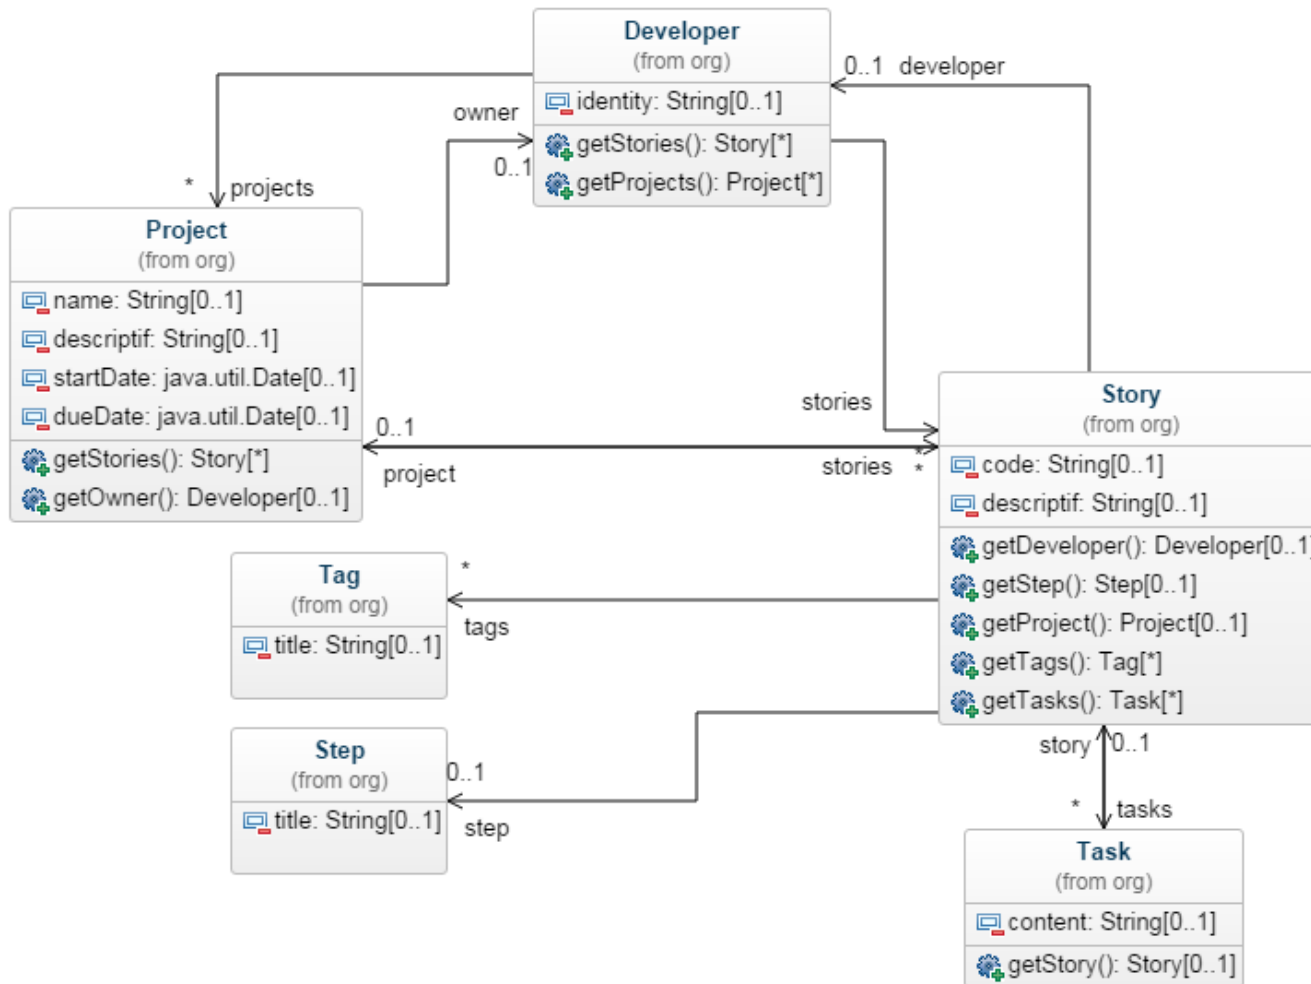 Developer
(from org)
identity: String[0..1]
getStories(): Story[*]
getProjects(): Project[*]
0..1 developer
owner
0..1
* projects
Project
(from org)
name: String[0..1]
descriptif: String[0..1]
startDate: java.util.Date[0..1]
dueDate: java.util.Date[0..1]
getStories(): Story[*]
getOwner(): Developer[0..1]
0..1
project
stories
*
stories
*
Story
(from org)
code: String[0..1]
descriptif: String[0..1]
getDeveloper(): Developer[0..1]
getStep(): Step[0..1]
getProject(): Project[0..1]
getTags(): Tag[*]
getTasks(): Task[*]
Tag
(from org)
title: String[0..1]
*
tags
Step
(from org)
title: String[0..1]
0..1
step
story 0..1
* tasks
Task
(from org)
content: String[0..1]
getStory(): Story[0..1]